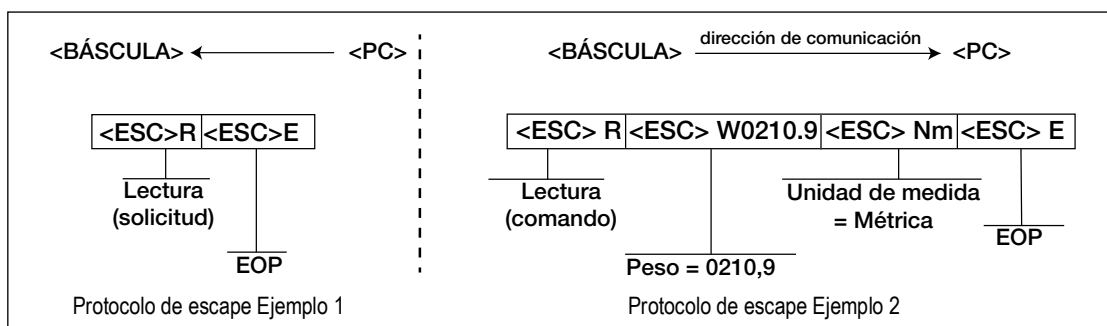 <BÁSCULA> <PC>
<ESC>R <ESC>E
Lectura
(solicitud)
EOP
Protocolo de escape Ejemplo 1
dirección de comunicación
<BÁSCULA> <PC>
<ESC> R <ESC> W0210.9 <ESC> Nm <ESC> E
Lectura
(comando)
Unidad de medida
= Métrica
EOP
Peso = 0210,9
Protocolo de escape Ejemplo 2